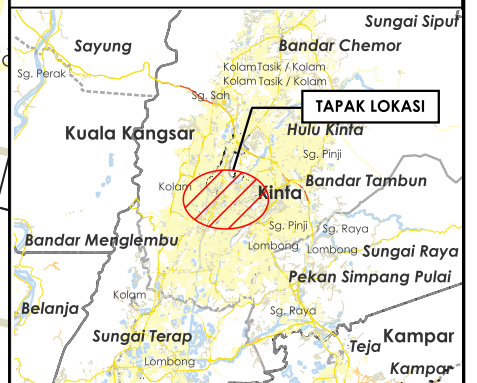 Sungai Siput
Sayung
Bandar Chemor
Kolam Tasik / Kolam
Sg. Perak
Kolam Tasik / Kolam
Sg. Sah
TAPAK LOKASI
Kuala Kangsar
Hulu Kinta
Sg. Pinji
Kolam
Bandar Tambun
Kinta
Sg. Pinji
Sg. Raya
Bandar Menglembu
Lombong
Lombong
Sungai Raya
Pekan Simpang Pulai
Kolam
Belanja
Sg. Raya
Sungai Terap
Kampar
Teja
Lombong
Kampar